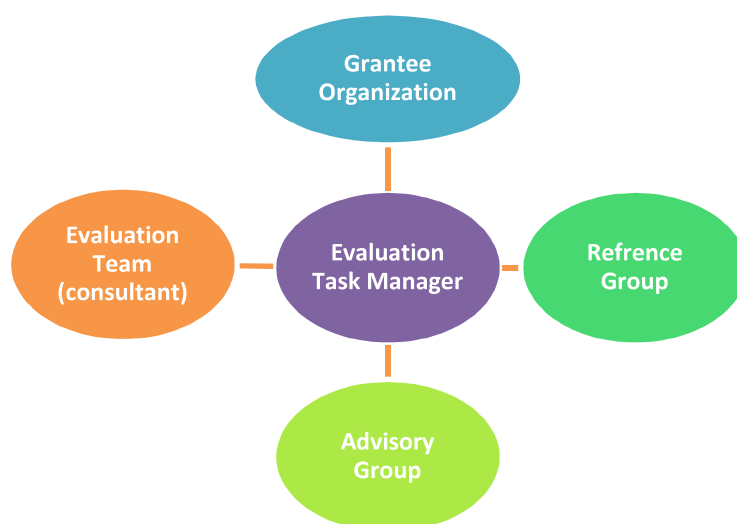 Grantee
Organization
Evaluation
Team
(consultant)
Evaluation
Task Manager
Refrence
Group
Advisory
Group